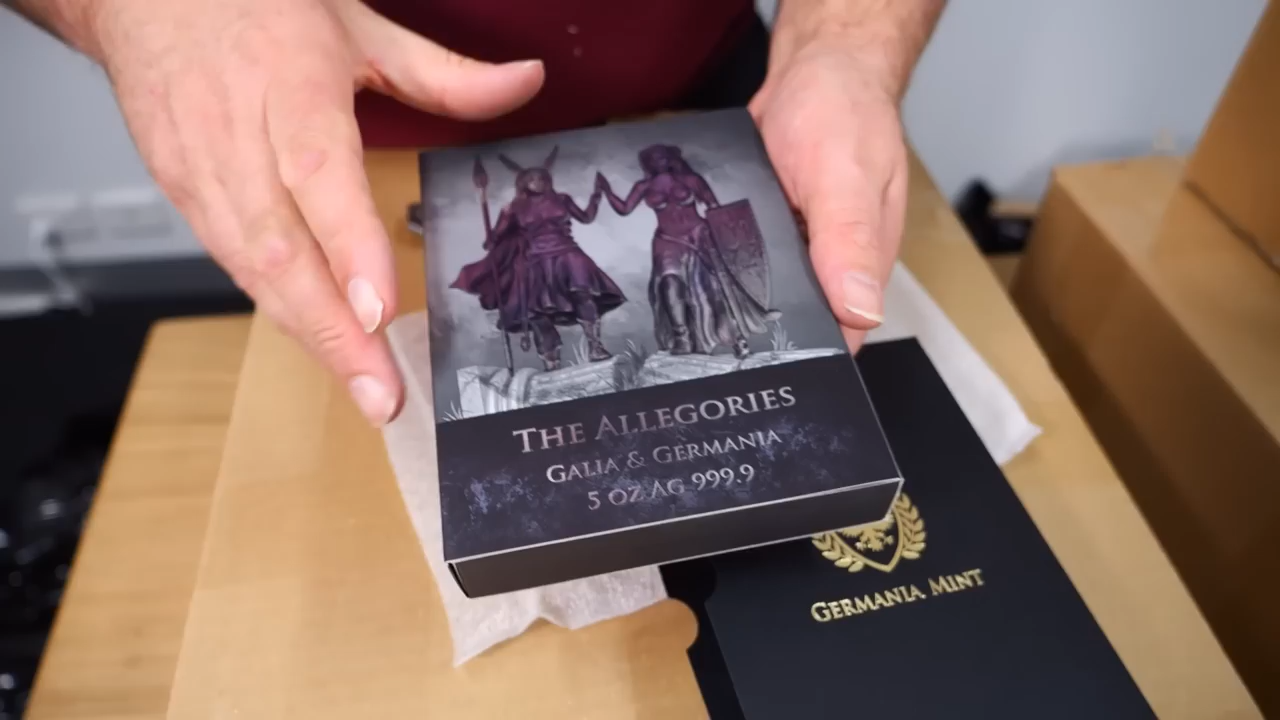 THE ALLEGORIES
GALIA & GERMANIA
5 OZ AG 999.9
GERMANIA MINT